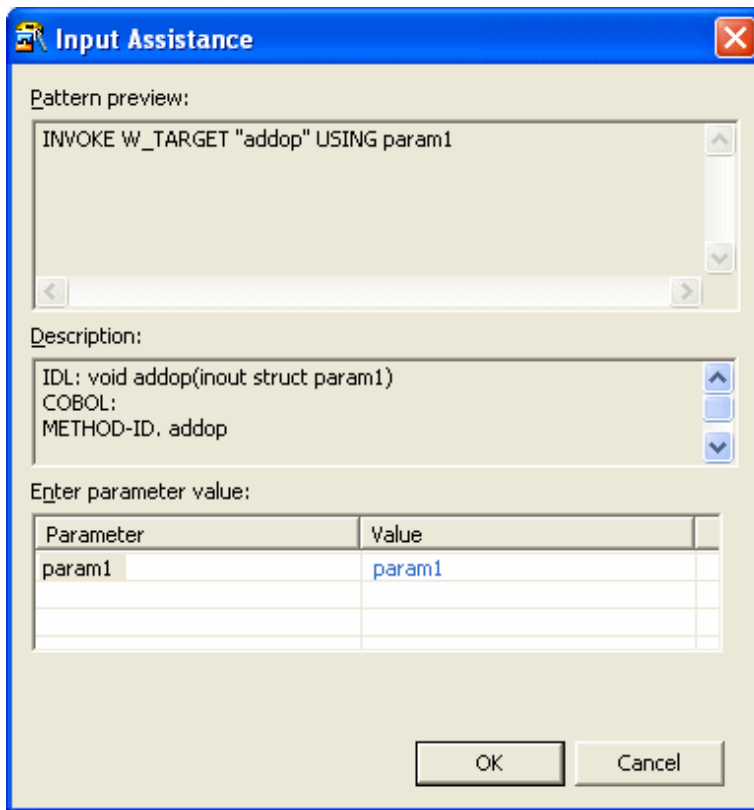 Input Assistance
Pattern preview:
INVOKE W_TARGET "addop" USING param1
Description:
IDL: void addop(inout struct param1)
COBOL:
METHOD-ID. addop
Enter parameter value:
Parameter Value
param1 param1
OK Cancel